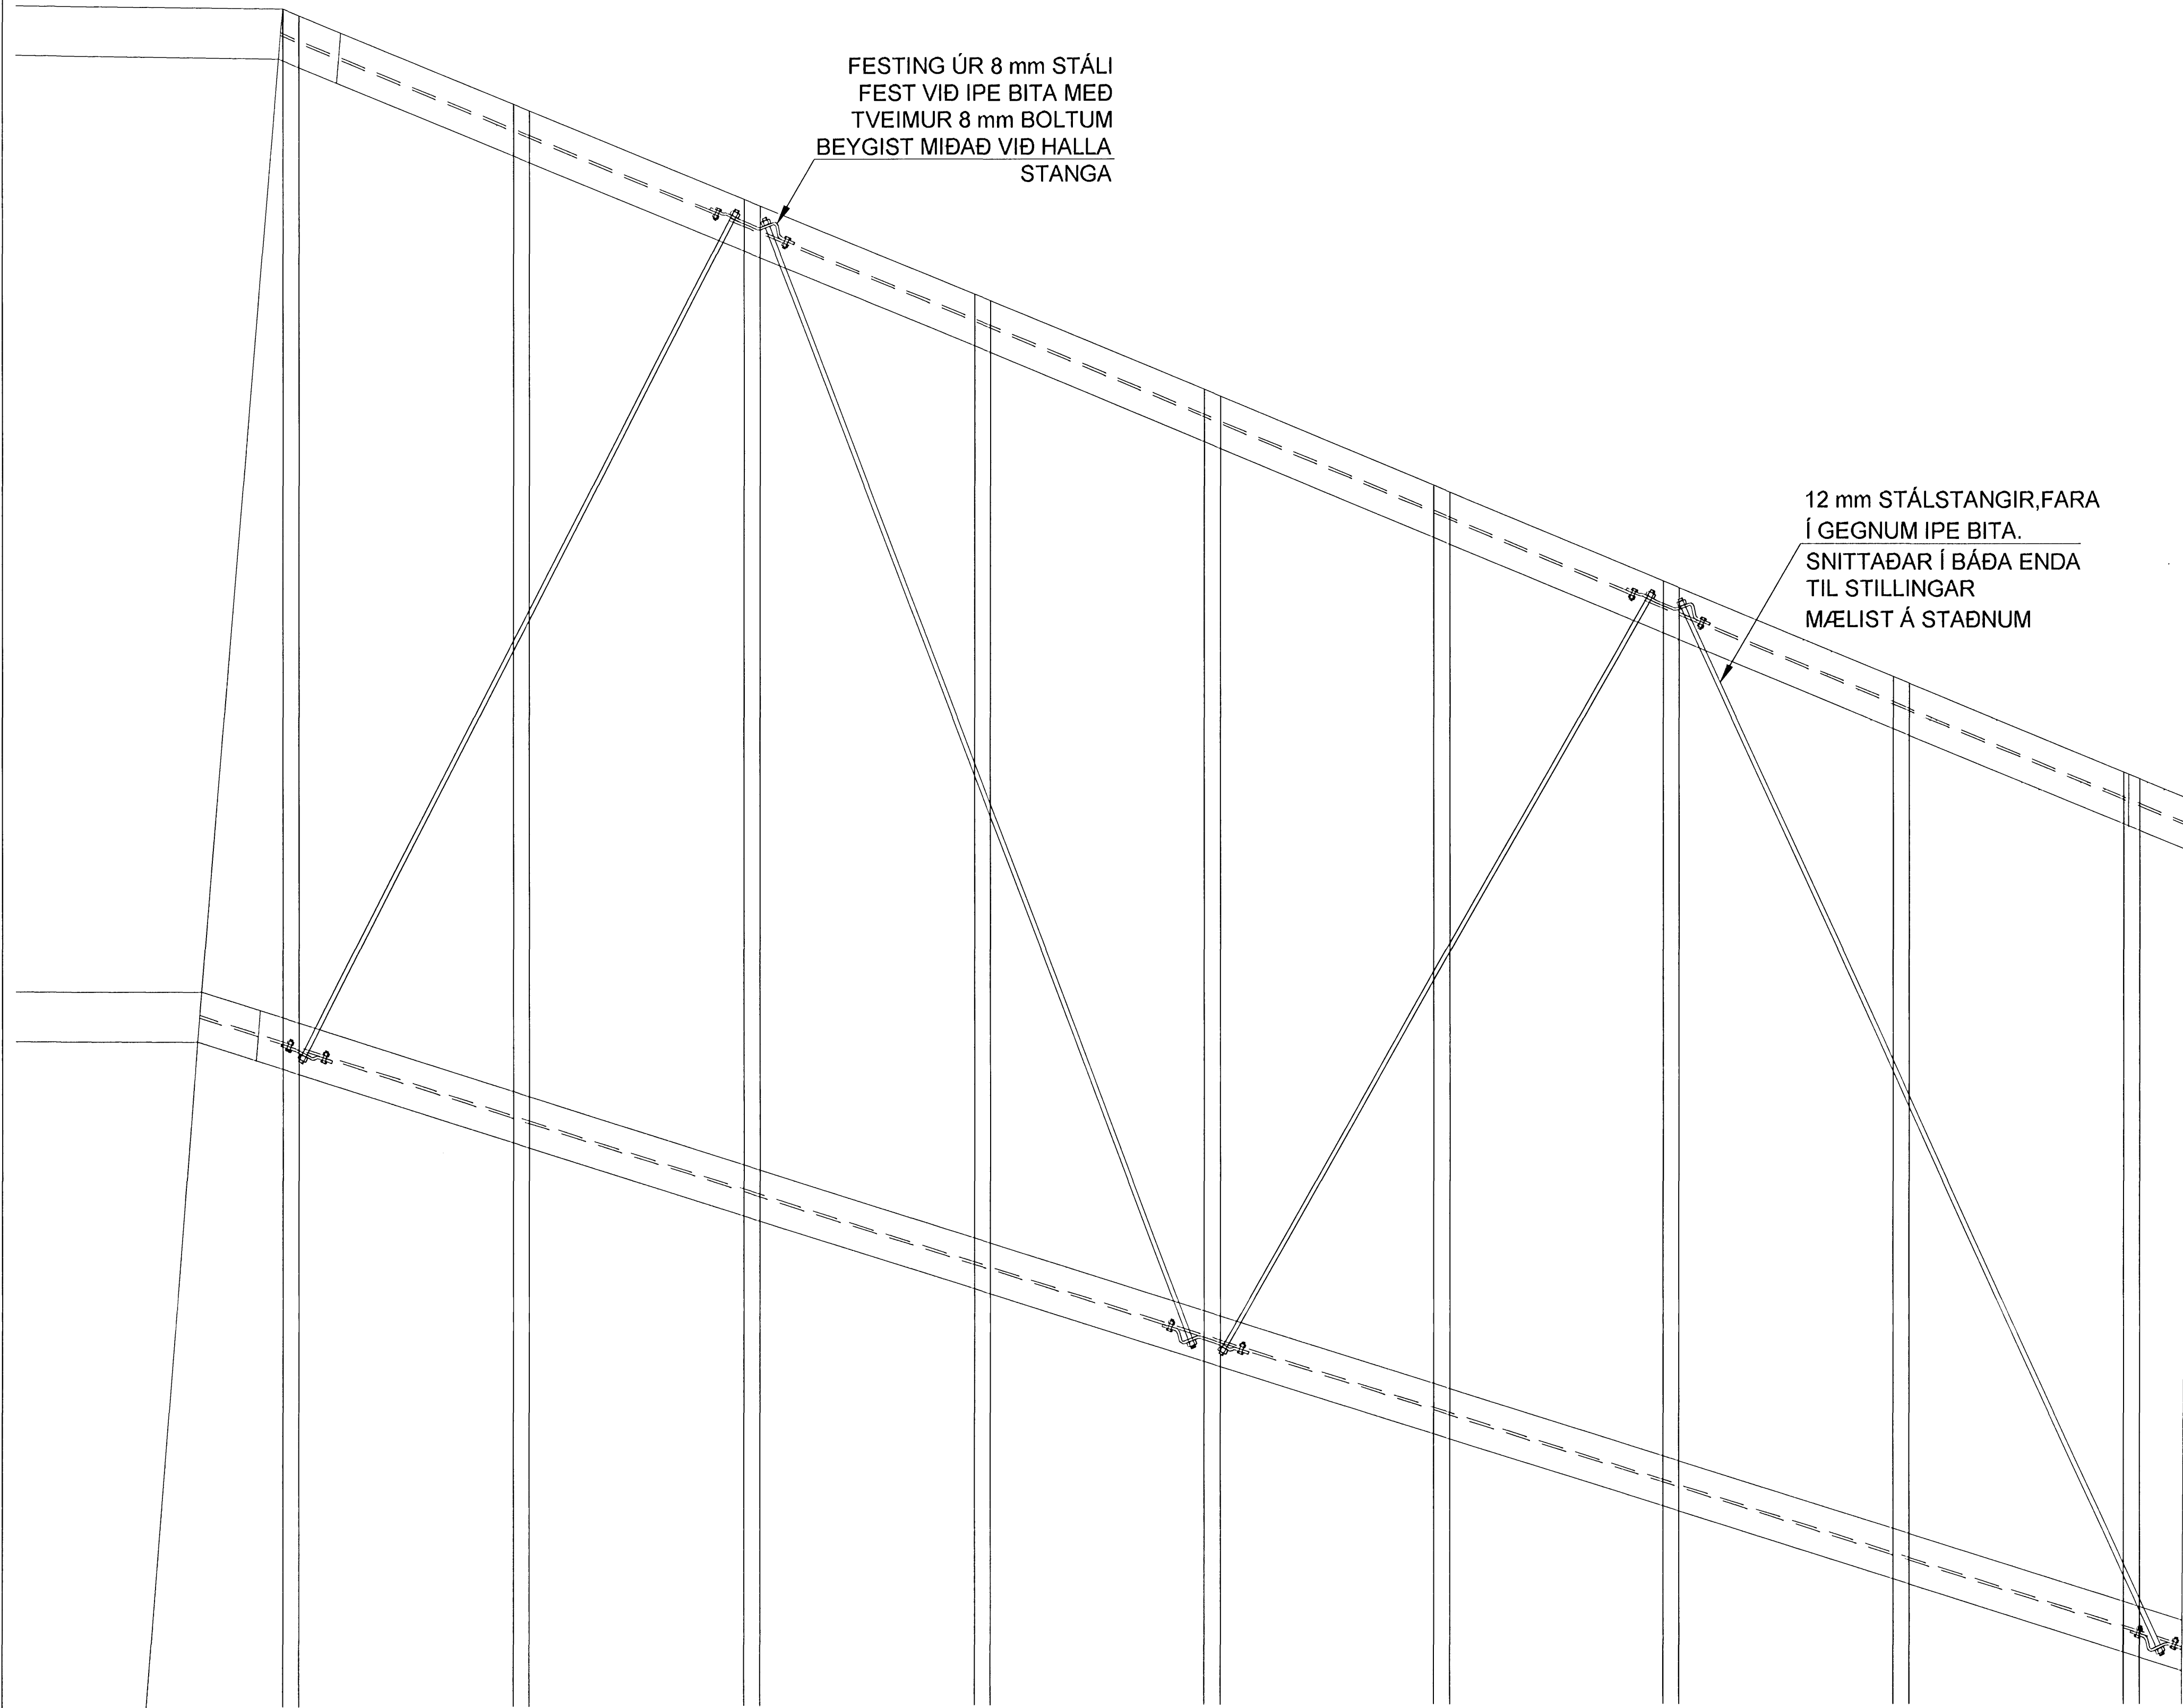 FESTING ÚR 8 mm STÁLI
FEST VIÐ IPE BITA MEÐ
TVEIMUR 8 mm BOLTUM
BEYGIST MIÐAÐ VIÐ HALLA
STANGA
12 mm STÁLSTANGIR,FARA
Í GEGNUM IPE BITA.
SNITTAÐAR Í BÁÐA ENDA
TIL STILLINGAR
MÆLIST Á STAÐNUM